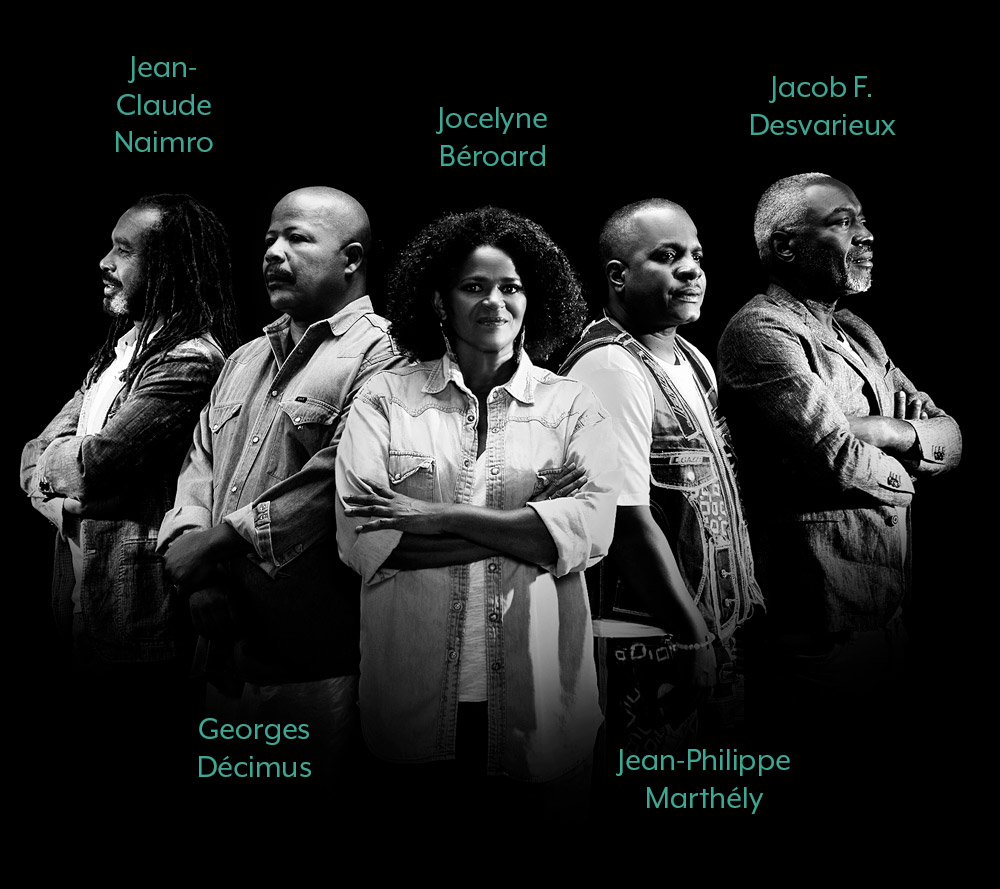 Jean-
Claude
Naimro
Jocelyne
Béroard
Jacob F.
Desvarieux
Georges
Décimus
Jean-Philippe
Marthély